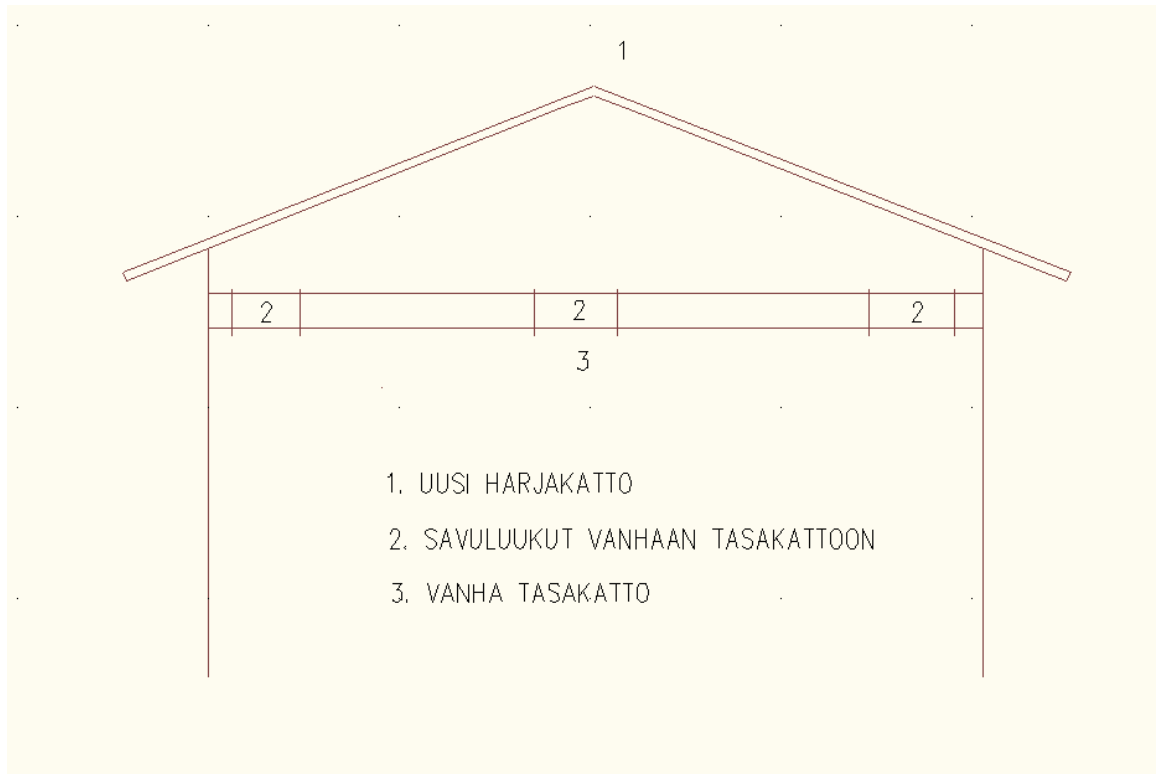 1
2 2 2
3
1. UUSI HARJAKATTO
2. SAVULUUKUT VANHAAN TASAKATTOON
3. VANHA TASAKATTO